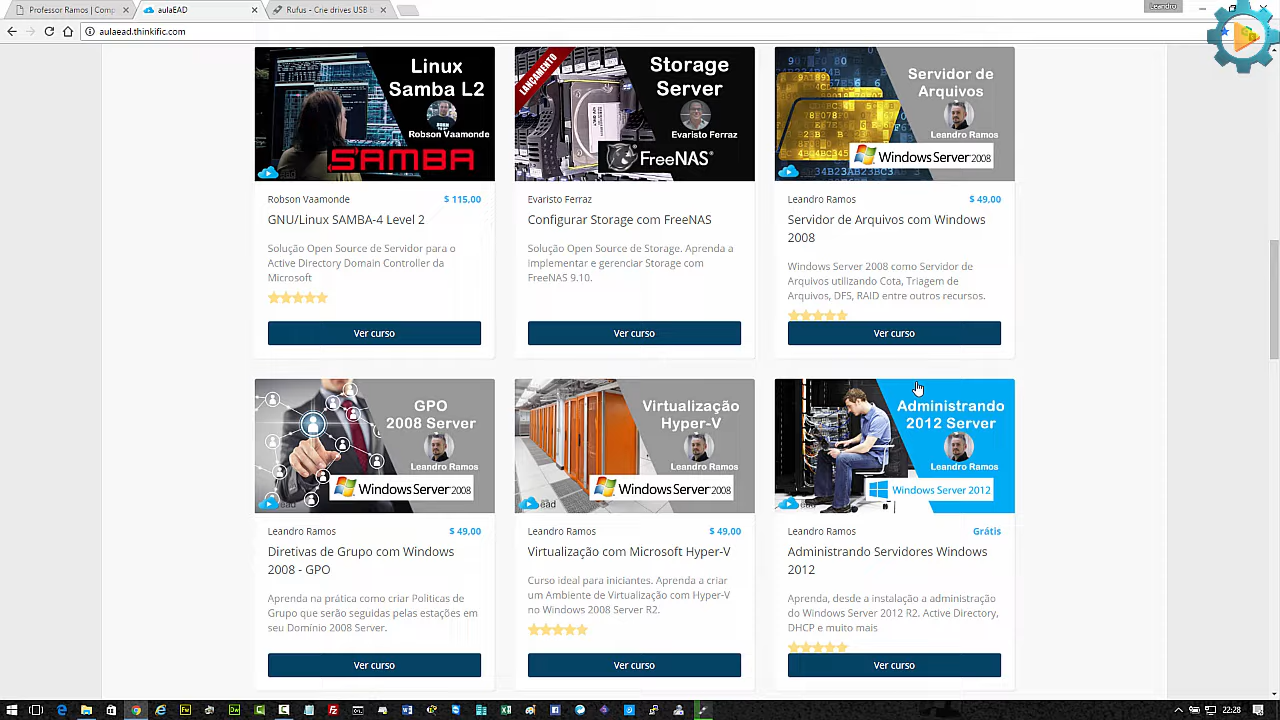 Professor Ramos | Comp
aulaEAD
Rufus - Crie drives USB b
Leandro
aulaead.thinkific.com
Linux
Samba L2
Robson Vaamonde
SAMBA
Robson Vaamonde
$ 115,00
GNU/Linux SAMBA-4 Level 2
Solução Open Source de Servidor para o
Active Directory Domain Controller da
Microsoft
Ver curso
LANÇAMENTO
Storage
Server
Evaristo Ferraz
FreeNAS®
Evaristo Ferraz
Configurar Storage com FreeNAS
Solução Open Source de Storage. Aprenda a
implementar e gerenciar Storage com
FreeNAS 9.10.
Ver curso
Servidor de
Arquivos
Leandro Ramos
Windows Server 2008
Leandro Ramos
$ 49,00
Servidor de Arquivos com Windows
2008
Windows Server 2008 como Servidor de
Arquivos utilizando Cota, Triagem de
Arquivos, DFS, RAID entre outros recursos.
Ver curso
GPO
2008 Server
Leandro Ramos
Windows Server 2008
ead
Leandro Ramos
$ 49,00
Diretivas de Grupo com Windows
2008 - GPO
Aprenda na prática como criar Políticas de
Grupo que serão seguidas pelas estações em
seu Domínio 2008 Server.
Ver curso
Virtualização
Hyper-V
Leandro Ramos
Windows Server 2008
ead
Leandro Ramos
$ 49,00
Virtualização com Microsoft Hyper-V
Curso ideal para iniciantes. Aprenda a criar
um Ambiente de Virtualização com Hyper-V
no Windows 2008 Server R2.
Ver curso
Administrando
2012 Server
Leandro Ramos
Windows Server 2012
Leandro Ramos
Grátis
Administrando Servidores Windows
2012
Aprenda, desde a instalação a administração
do Windows Server 2012 R2, Active Directory,
DHCP e muito mais
Ver curso
22:28